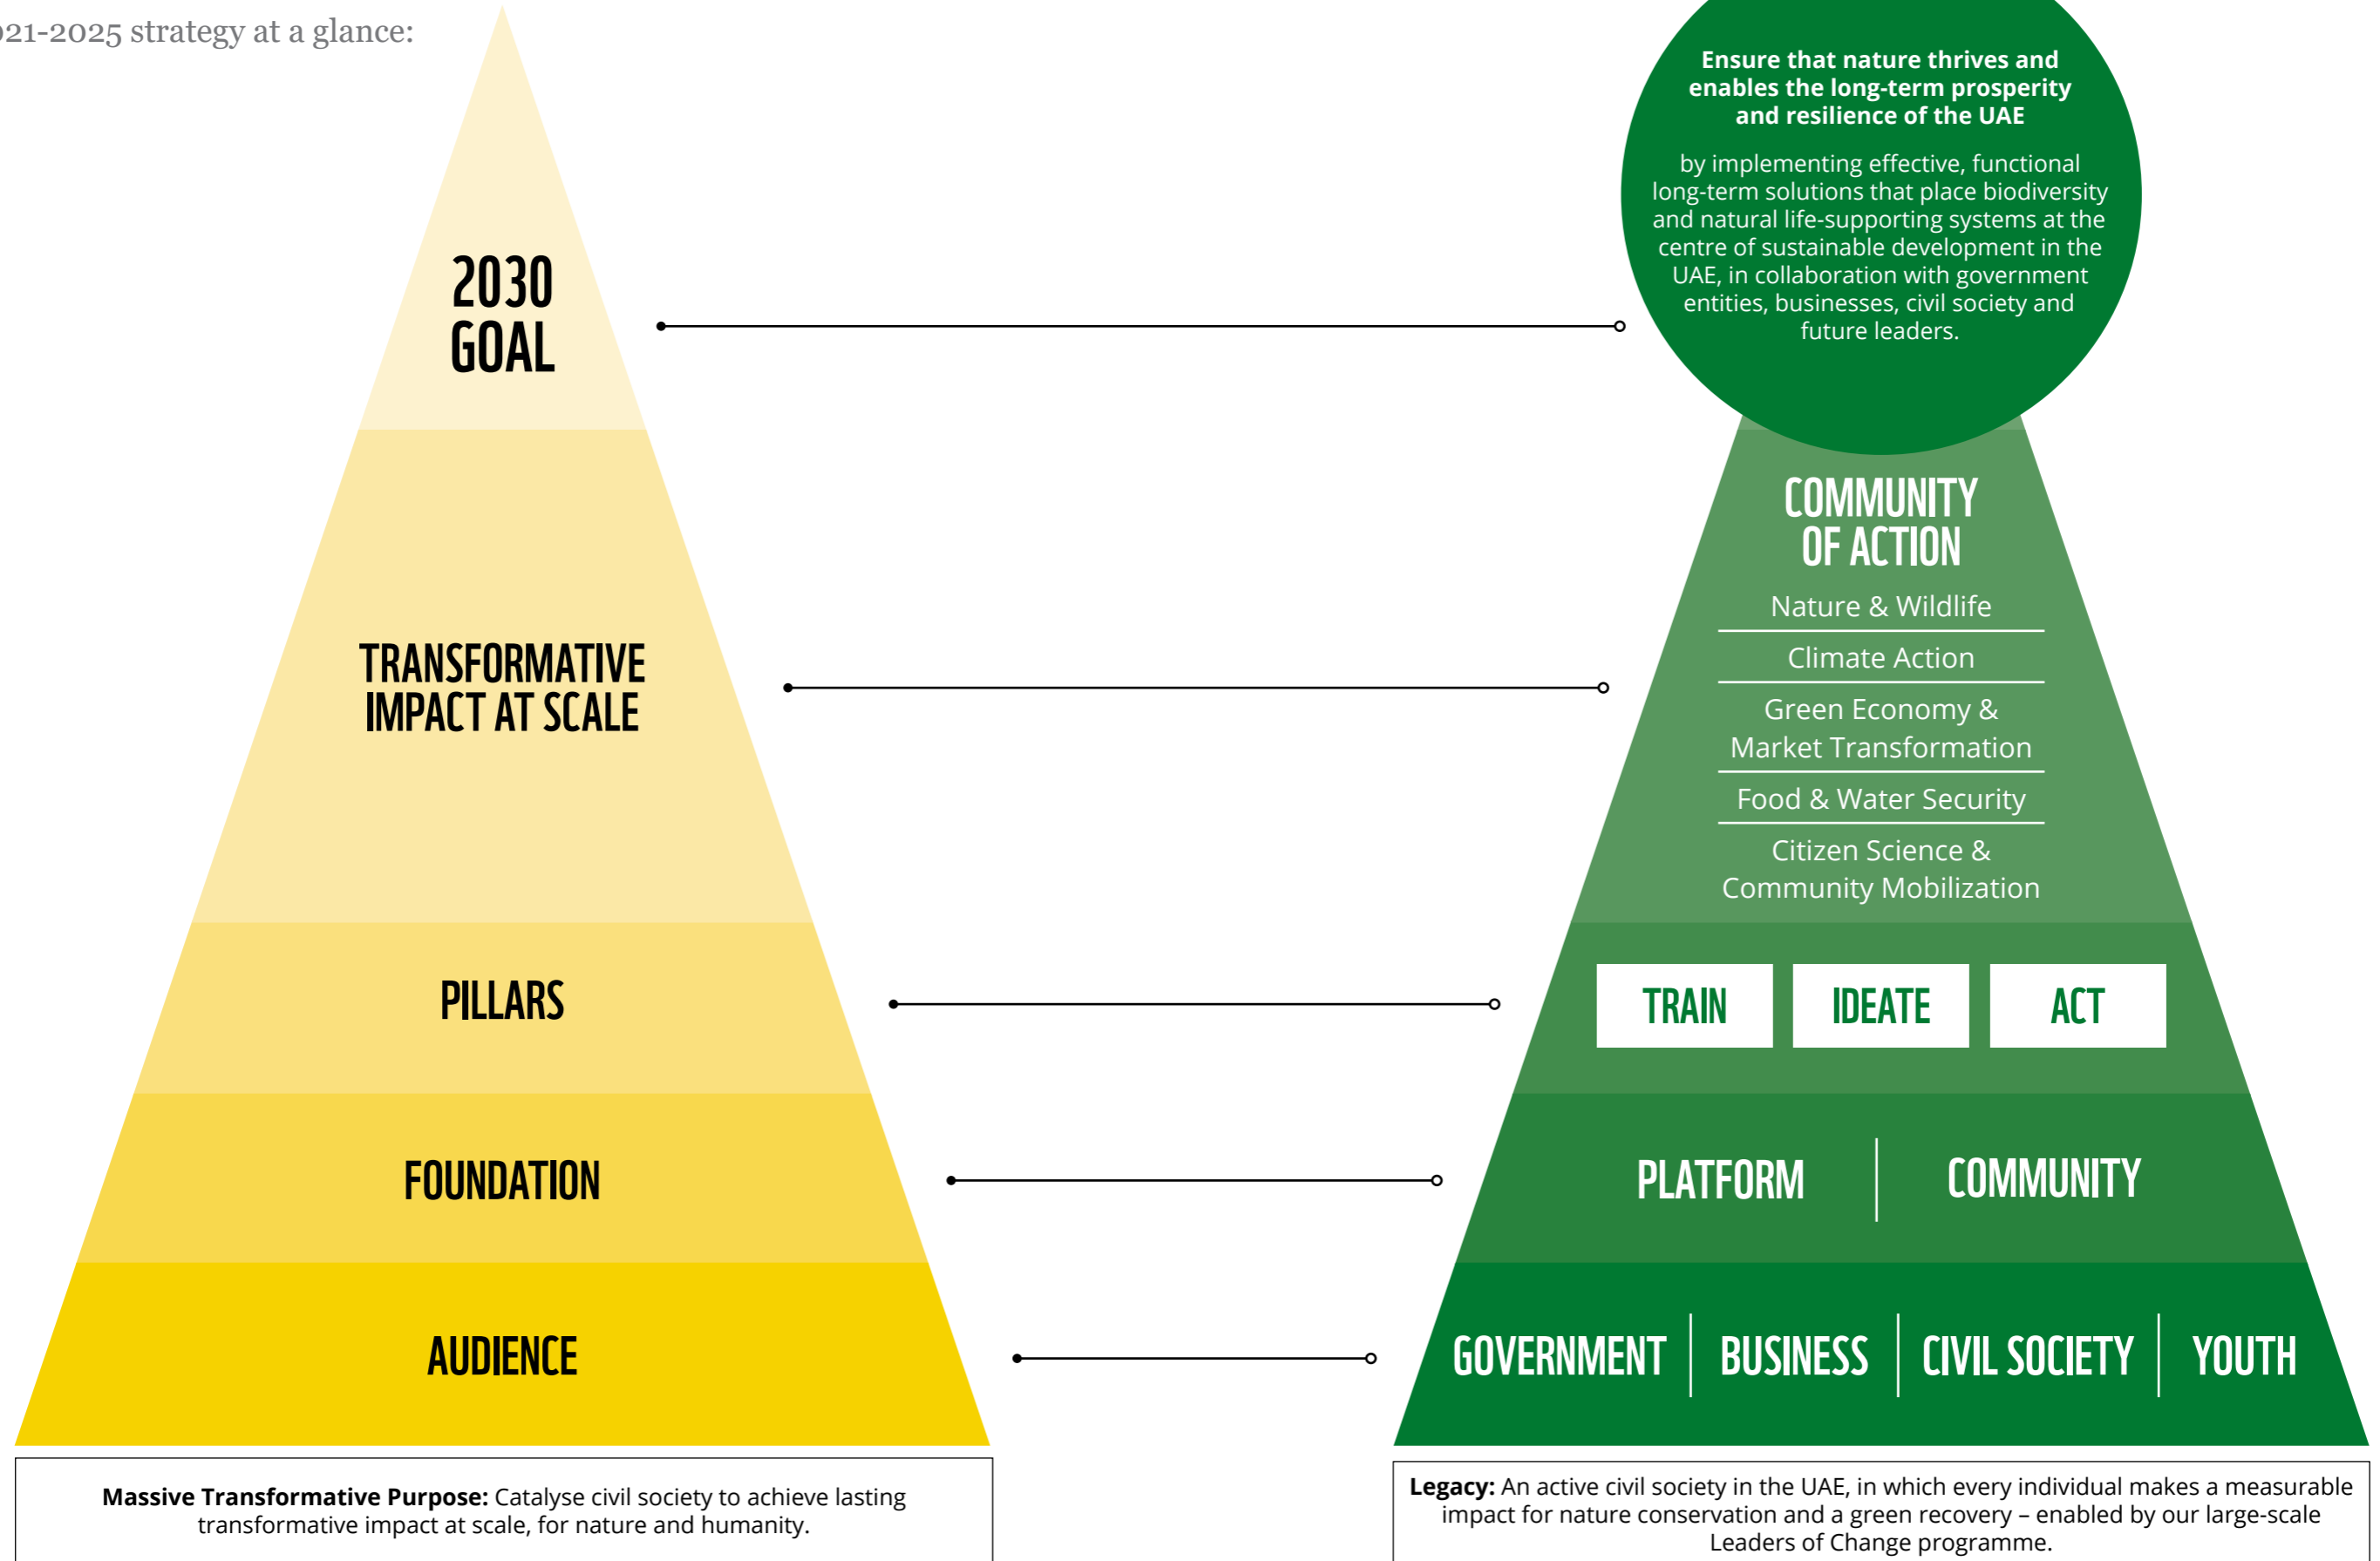 021-2025 strategy at a glance:
2030
GOAL
TRANSFORMATIVE
IMPACT AT SCALE
PILLARS
FOUNDATION
AUDIENCE
Massive Transformative Purpose: Catalyse civil society to achieve lasting
transformative impact at scale, for nature and humanity.
Ensure that nature thrives and
enables the long-term prosperity
and resilience of the UAE
by implementing effective, functional
long-term solutions that place biodiversity
and natural life-supporting systems at the
centre of sustainable development in the
UAE, in collaboration with government
entities, businesses, civil society and
future leaders.
COMMUNITY
OF ACTION
Nature & Wildlife
Climate Action
Green Economy &
Market Transformation
Food & Water Security
Citizen Science &
Community Mobilization
TRAIN IDEATE ACT
PLATFORM COMMUNITY
GOVERNMENT BUSINESS CIVIL SOCIETY YOUTH
Legacy: An active civil society in the UAE, in which every individual makes a measurable
impact for nature conservation and a green recovery – enabled by our large-scale
Leaders of Change programme.